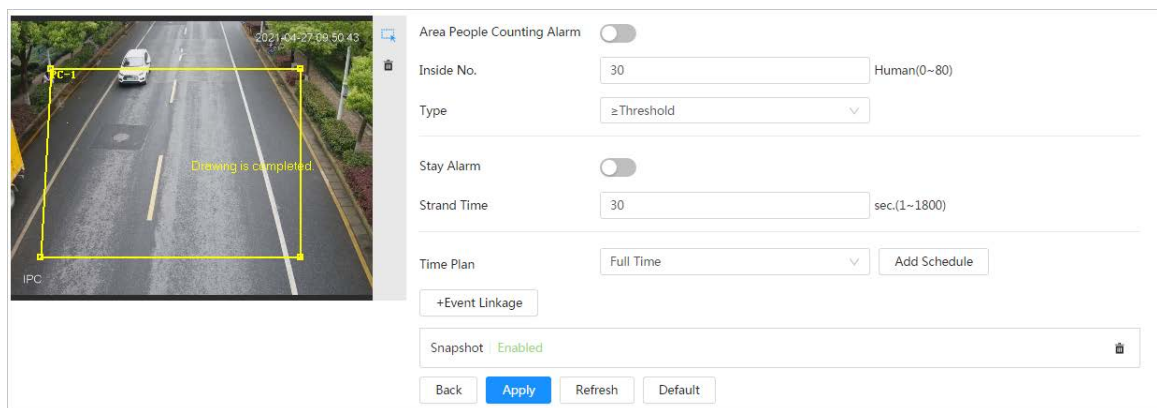 2021-04-27 09:50:43
PC-1
Drawing is completed.
IPC
Area People Counting Alarm
Inside No. 30 Human(0~80)
Type ≥Threshold
Stay Alarm
Strand Time 30 sec.(1~1800)
Time Plan Full Time Add Schedule
+Event Linkage
Snapshot Enabled
Back Apply Refresh Default